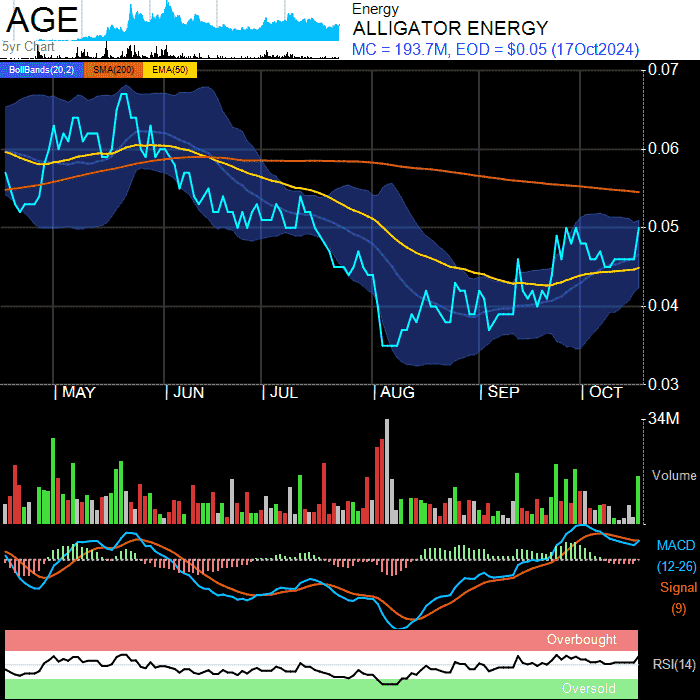 AGE
5yr Chart
Energy
ALLIGATOR ENERGY
MC = 193.7M, EOD = $0.05 (17Oct2024)
BollBands(20,2) SMA(200) EMA(50)
0.07
0.06
0.05
0.04
0.03
MAY JUN JUL AUG SEP OCT
34M
Volume
MACD
(12-26)
Signal
(9)
Overbought
RSI(14)
Oversold